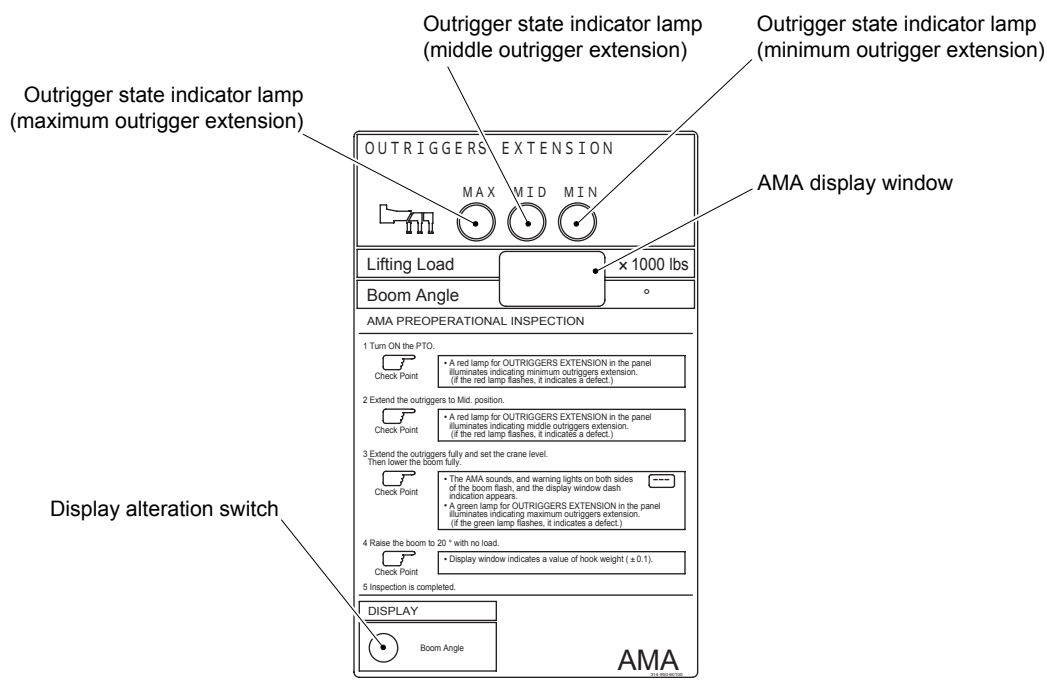 Outrigger state indicator lamp
(middle outrigger extension)
Outrigger state indicator lamp
(minimum outrigger extension)
Outrigger state indicator lamp
(maximum outrigger extension)
OUTRIGGERS EXTENSION
MAX MID MIN
AMA display window
Lifting Load × 1000 lbs
Boom Angle °
AMA PREOPERATIONAL INSPECTION
1 Turn ON the PTO.
Check Point
• A red lamp for OUTRIGGERS EXTENSION in the panel
illuminates indicating minimum outriggers extension.
(if the red lamp flashes, it indicates a defect.)
2 Extend the outriggers to Mid. position.
Check Point
• A red lamp for OUTRIGGERS EXTENSION in the panel
illuminates indicating middle outriggers extension.
(if the red lamp flashes, it indicates a defect.)
3 Extend the outriggers fully and set the crane level.
Then lower the boom fully.
Check Point
• The AMA sounds, and warning lights on both sides
of the boom flash, and the display window dash
indication appears.
---
• A green lamp for OUTRIGGERS EXTENSION in the panel
illuminates indicating maximum outriggers extension.
(if the green lamp flashes, it indicates a defect.)
Display alteration switch
4 Raise the boom to 20 ° with no load.
Check Point
• Display window indicates a value of hook weight ( ± 0.1).
5 Inspection is completed.
DISPLAY
Boom Angle
AMA